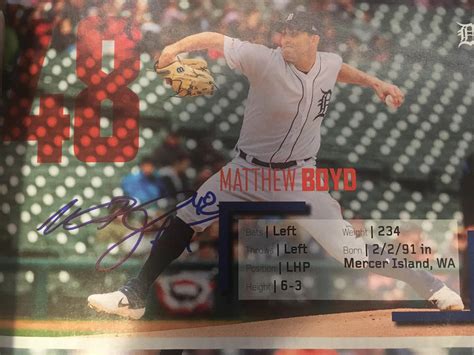 48
MATTHEW BOYD
Bats | Left Weight | 234
Throw | Left Born | 2/2/91 in
Position | LHP Mercer Island, WA
Height | 6-3